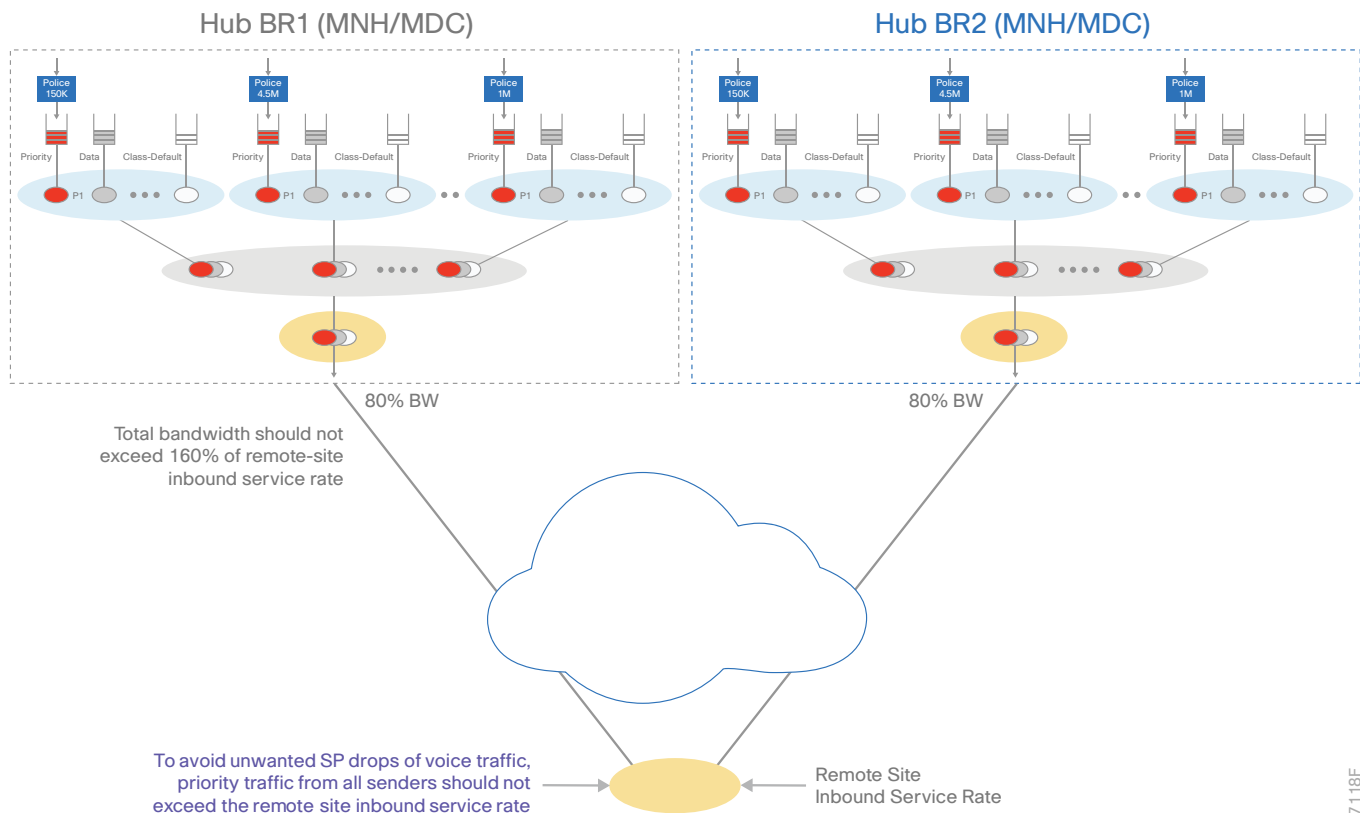 Hub BR1 (MNH/MDC)
Hub BR2 (MNH/MDC)
Police
150K
Police
4.5M
Police
1M
Police
150K
Police
4.5M
Police
1M
Priority Data Class-Default Priority Data Class-Default Priority Data Class-Default
Priority Data Class-Default Priority Data Class-Default Priority Data Class-Default
P1 P1 P1
P1 P1 P1
80% BW
80% BW
Total bandwidth should not
exceed 160% of remote-site
inbound service rate
To avoid unwanted SP drops of voice traffic,
priority traffic from all senders should not
exceed the remote site inbound service rate
Remote Site
Inbound Service Rate
7118F